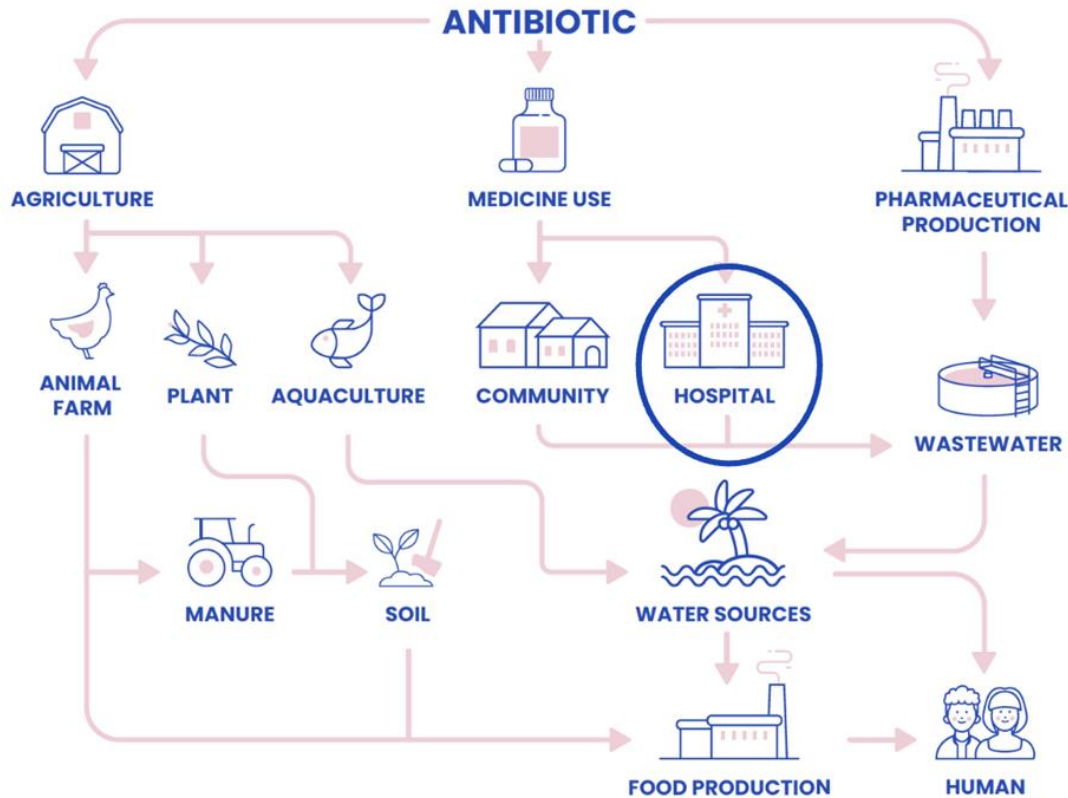 ANTIBIOTIC
AGRICULTURE
MEDICINE USE
PHARMACEUTICAL
PRODUCTION
ANIMAL
FARM
PLANT
AQUACULTURE
COMMUNITY
HOSPITAL
WASTEWATER
MANURE
SOIL
WATER SOURCES
FOOD PRODUCTION
HUMAN